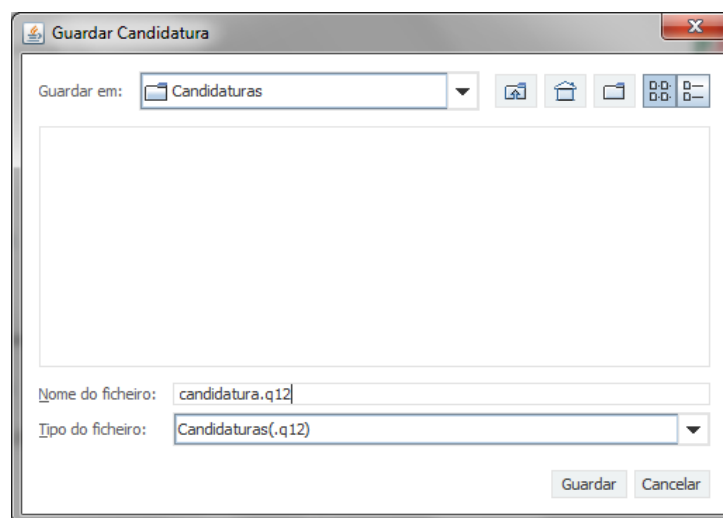 Guardar Candidatura
Guardar em: Candidaturas
Nome do ficheiro: candidatura.q12
Tipo do ficheiro: Candidaturas(.q12)
Guardar Cancelar